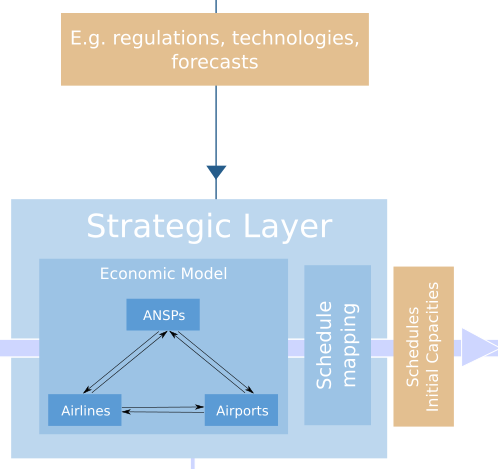 E.g. regulations, technologies,
forecasts
Strategic Layer
Economic Model
ANSPs
Airlines
Airports
Schedule
mapping
Schedules
Initial Capacities